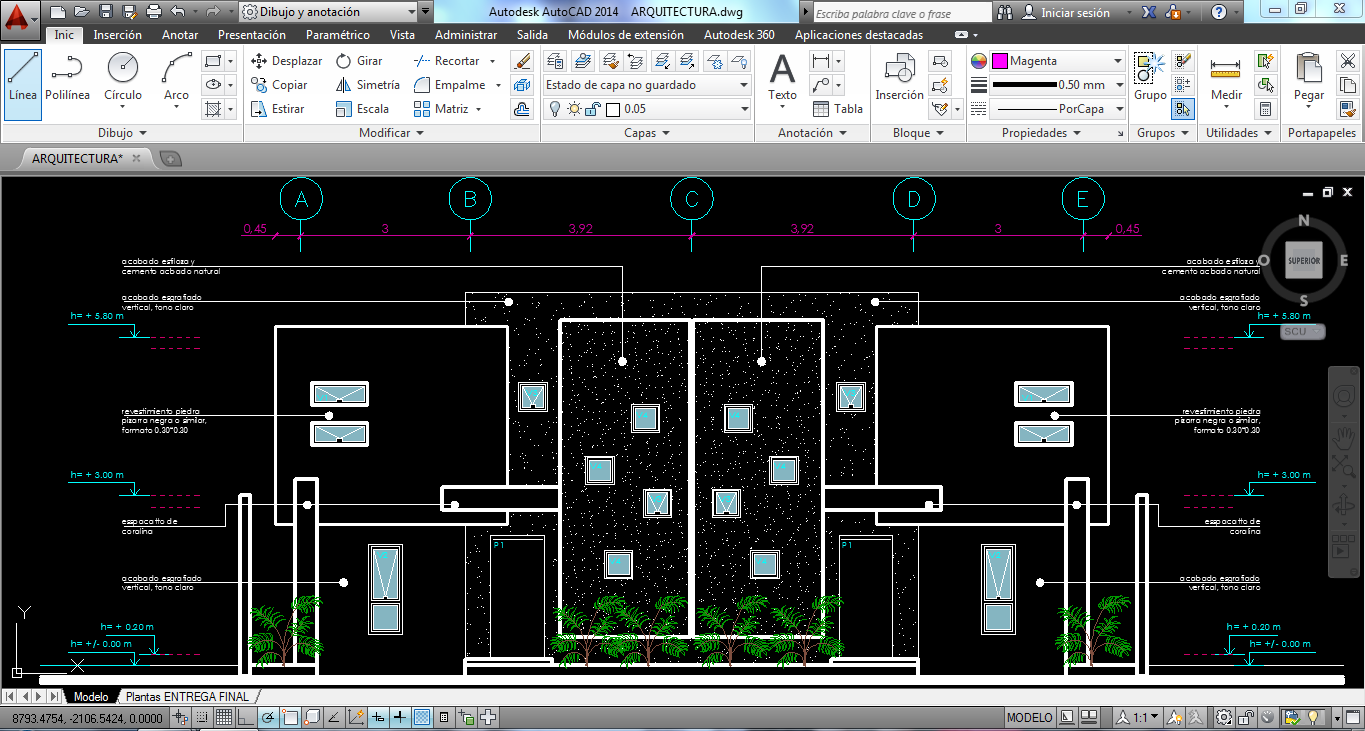 Dibujo y anotación
Autodesk AutoCAD 2014 ARQUITECTURA.dwg
Escriba palabra clave o frase
Iniciar sesión
Inic Inserción Anotar Presentación Paramétrico Vista Administrar Salida Módulos de extensión Autodesk 360 Aplicaciones destacadas
Línea Polilínea Círculo Arco
Desplazar Girar Recortar
Copiar Simetría Empalme
Estirar Escala Matriz
Estado de capa no guardado
0.05
Texto
Tabla
Inserción
Magenta
0.50 mm
PorCapa
Grupo
Medir
Pegar
Dibujo Modificar Capas Anotación Bloque Propiedades Grupos Utilidades Portapapeles
ARQUITECTURA*
A B C D E
0,45 3 3,92 3,92 3 0,45
N
O SUPERIOR E
S
SCU
cemento acbado natural
cemento acbado natural
acabado esgrafiado
vertical, tono claro
acabado esgrafiado
vertical, tono claro
h= + 5.80 m
h= + 5.80 m
revestimiento piedra
pizarra negra o similar,
formato 0.30*0.30
revestimiento piedra
pizarra negra o similar,
formato 0.30*0.30
h= + 3.00 m
h= + 3.00 m
espacatto de
coralina
espacatto de
coralina
P1
P1
acabado esgrafiado
vertical, tono claro
acabado esgrafiado
vertical, tono claro
h= + 0.20 m
h= +/- 0.00 m
h= + 0.20 m
h= +/- 0.00 m
Y
X
Modelo Plantas ENTREGA FINAL
8793.4754, -2106.5424, 0.0000
MODELO
1:1